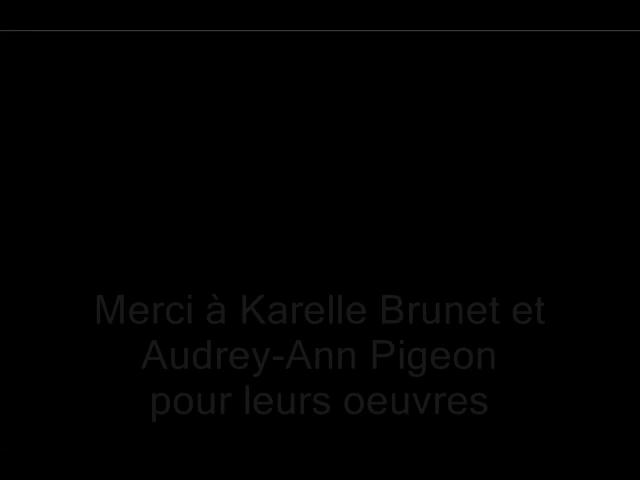 Merci à Karelle Brunet et
Audrey-Ann Pigeon
pour leurs oeuvres